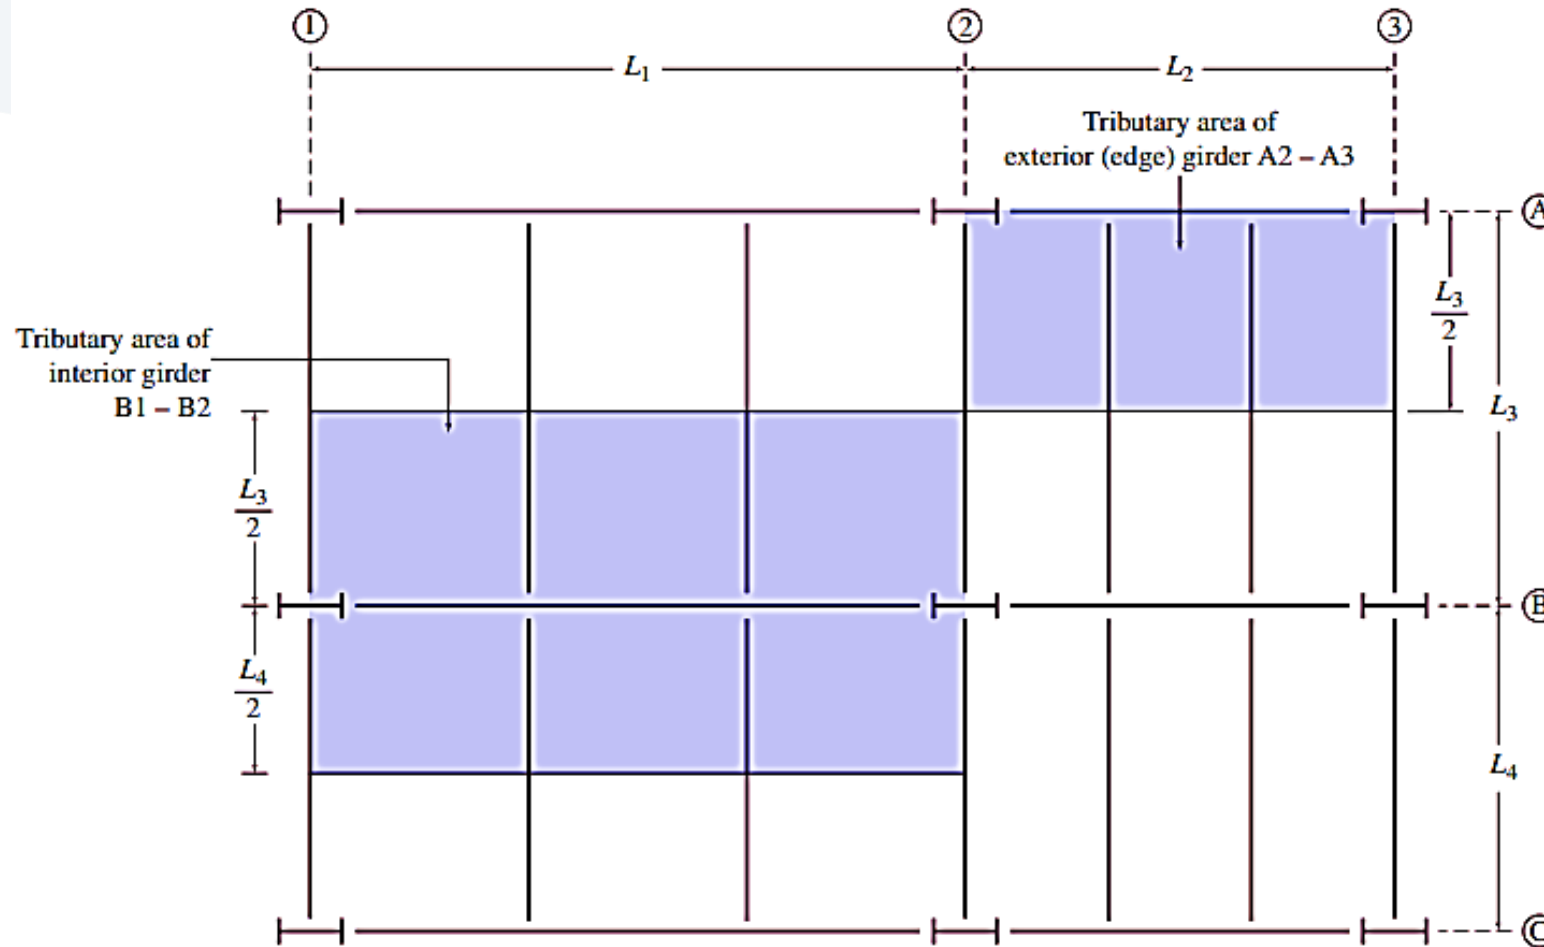 1
2
3
L₁
L₂
Tributary area of
exterior (edge) girder A2 – A3
A
L₃
2
Tributary area of
interior girder
B1 – B2
L₃
L₃
2
B
L₄
2
L₄
C